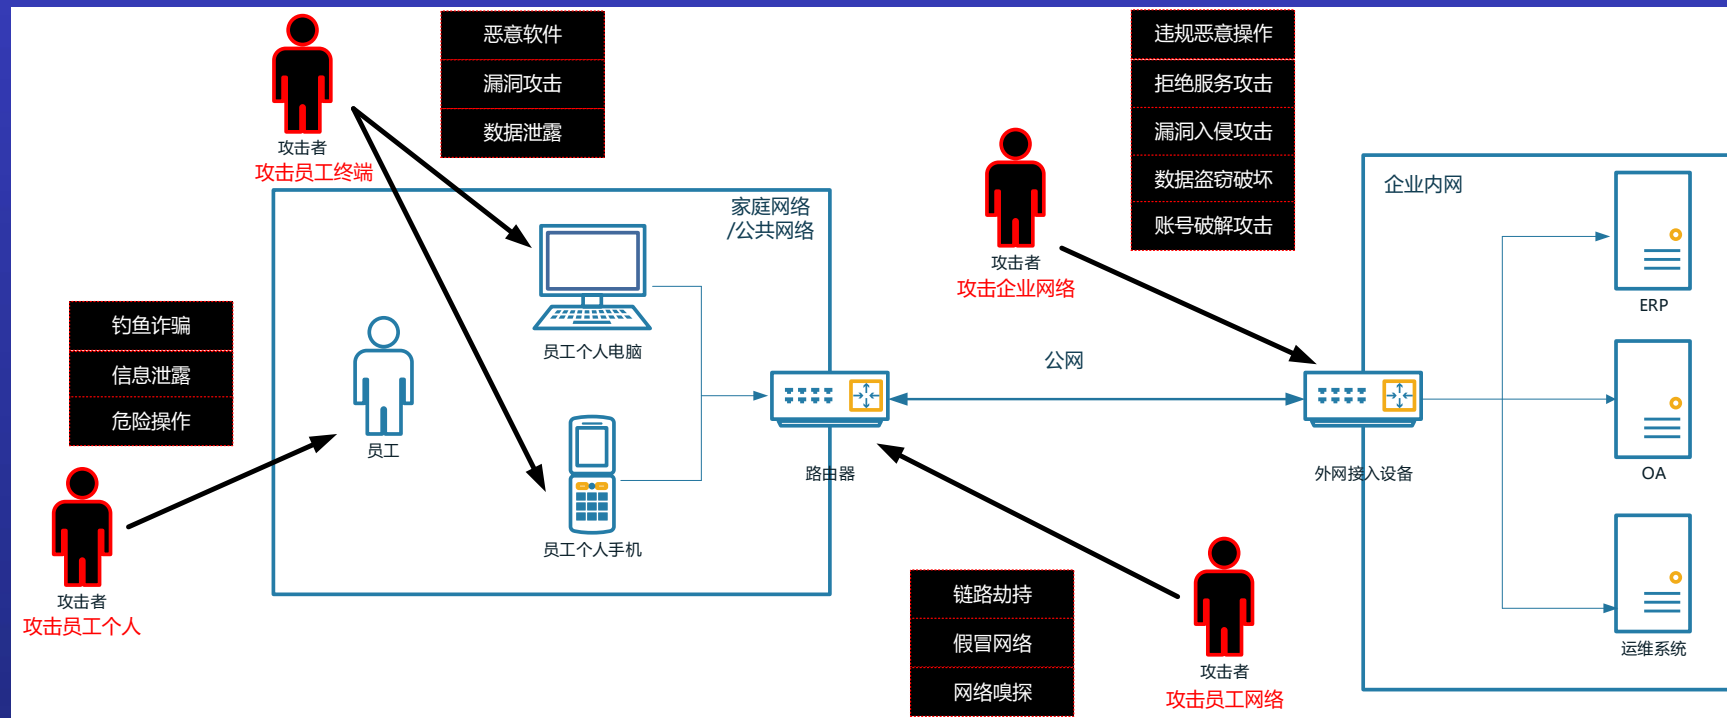 恶意软件
漏洞攻击
数据泄露
攻击者
攻击员工终端
违规恶意操作
拒绝服务攻击
漏洞入侵攻击
数据盗窃破坏
账号破解攻击
攻击者
攻击企业网络
家庭网络
/公共网络
企业内网
钓鱼诈骗
信息泄露
危险操作
员工
员工个人电脑
员工个人手机
公网
路由器
外网接入设备
ERP
OA
运维系统
攻击者
攻击员工个人
链路劫持
假冒网络
网络嗅探
攻击者
攻击员工网络